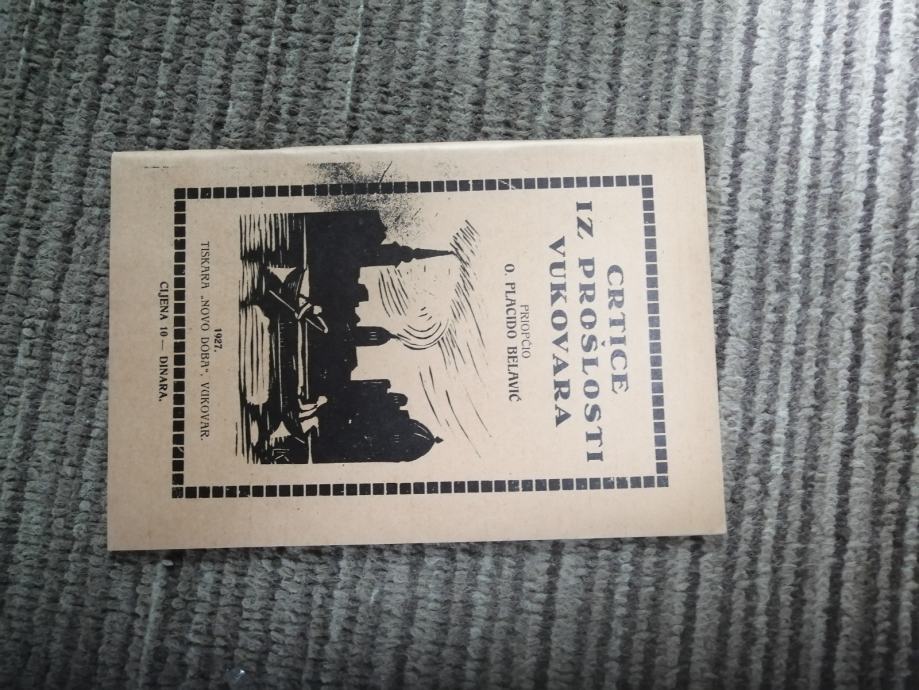 CRTICE
IZ PROŠLOSTI
VUKOVARA
PRIOPĆIO
O. PLACIDO BELAVIĆ
1927.
TISKARA „NOVO DOBA“, VUKOVAR.
CIJENA 10 — DINARA.